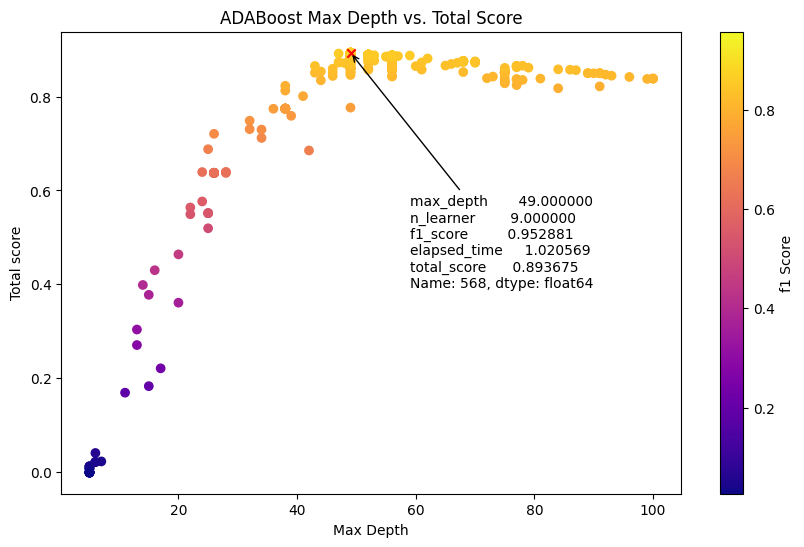 ADABoost Max Depth vs. Total Score
Total score
0.8
0.6
0.4
0.2
0.0
max_depth 49.000000
n_learner 9.000000
f1_score 0.952881
elapsed_time 1.020569
total_score 0.893675
Name: 568, dtype: float64
20 40 60 80 100
Max Depth
0.8
0.6
0.4
0.2
f1 Score